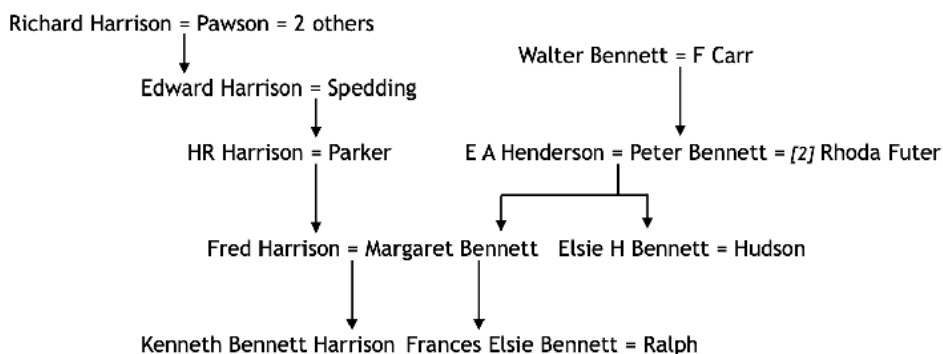 Richard Harrison = Pawson = 2 others
Walter Bennett = F Carr
Edward Harrison = Spedding
HR Harrison = Parker
E A Henderson = Peter Bennett = [2] Rhoda Futer
Fred Harrison = Margaret Bennett
Elsie H Bennett = Hudson
Kenneth Bennett Harrison
Frances Elsie Bennett = Ralph